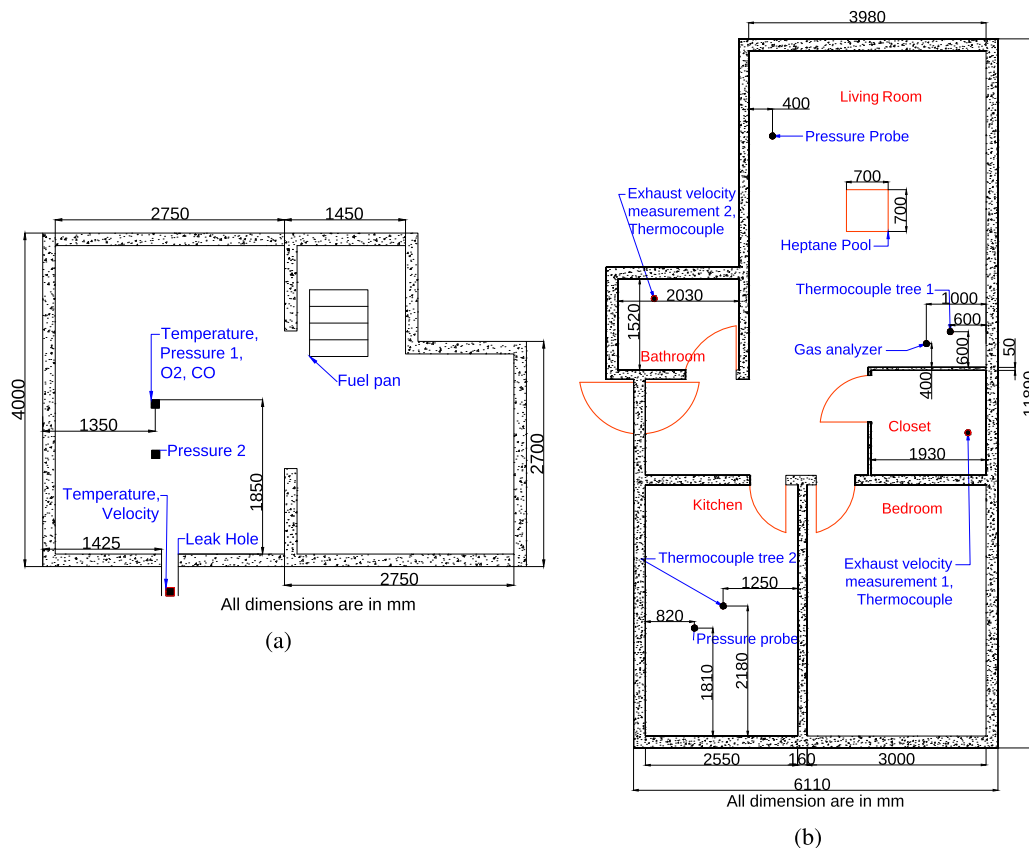 2750
1450
4000
Temperature,
Pressure 1,
O2, CO
Fuel pan
1350
Pressure 2
1850
2700
Temperature,
Velocity
1425
Leak Hole
2750
All dimensions are in mm
(a)
3980
Living Room
400
Pressure Probe
700
700
Heptane Pool
Exhaust velocity
measurement 2,
Thermocouple
2030
1520
Bathroom
Thermocouple tree 1
1000
600
Gas analyzer
600
400
50
11800
Closet
1930
Kitchen
Bedroom
Thermocouple tree 2
1250
820
Pressure probe
1810
2180
Exhaust velocity
measurement 1,
Thermocouple
2550
160
3000
6110
All dimension are in mm
(b)